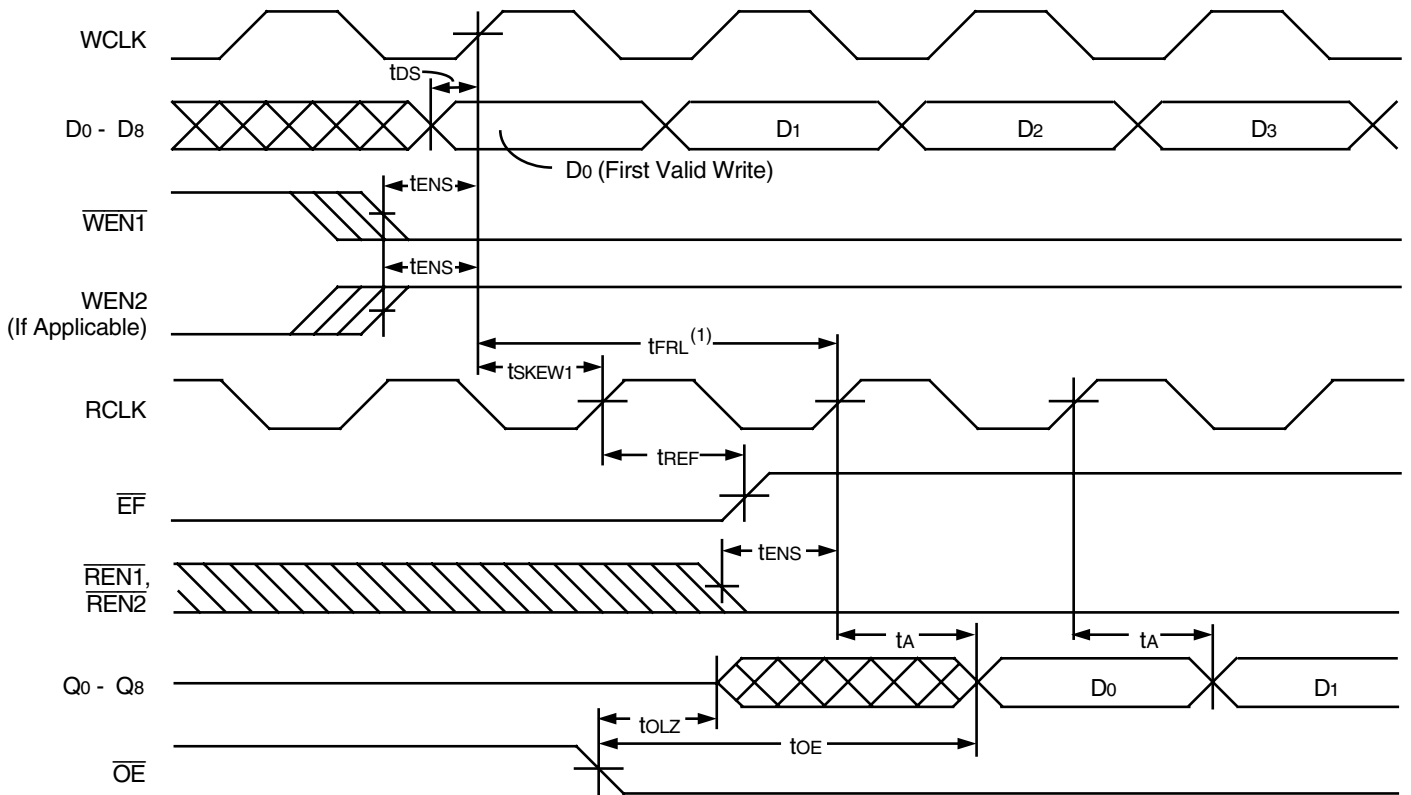 WCLK
tDS
D0 - D8
D1
D2
D3
D0 (First Valid Write)
tENS
WEN1
tENS
WEN2
(If Applicable)
tFRL(1)
tSKEW1
RCLK
tREF
EF
tENS
REN1,
REN2
tA
tA
Q0 - Q8
D0
D1
tOLZ
tOE
OE